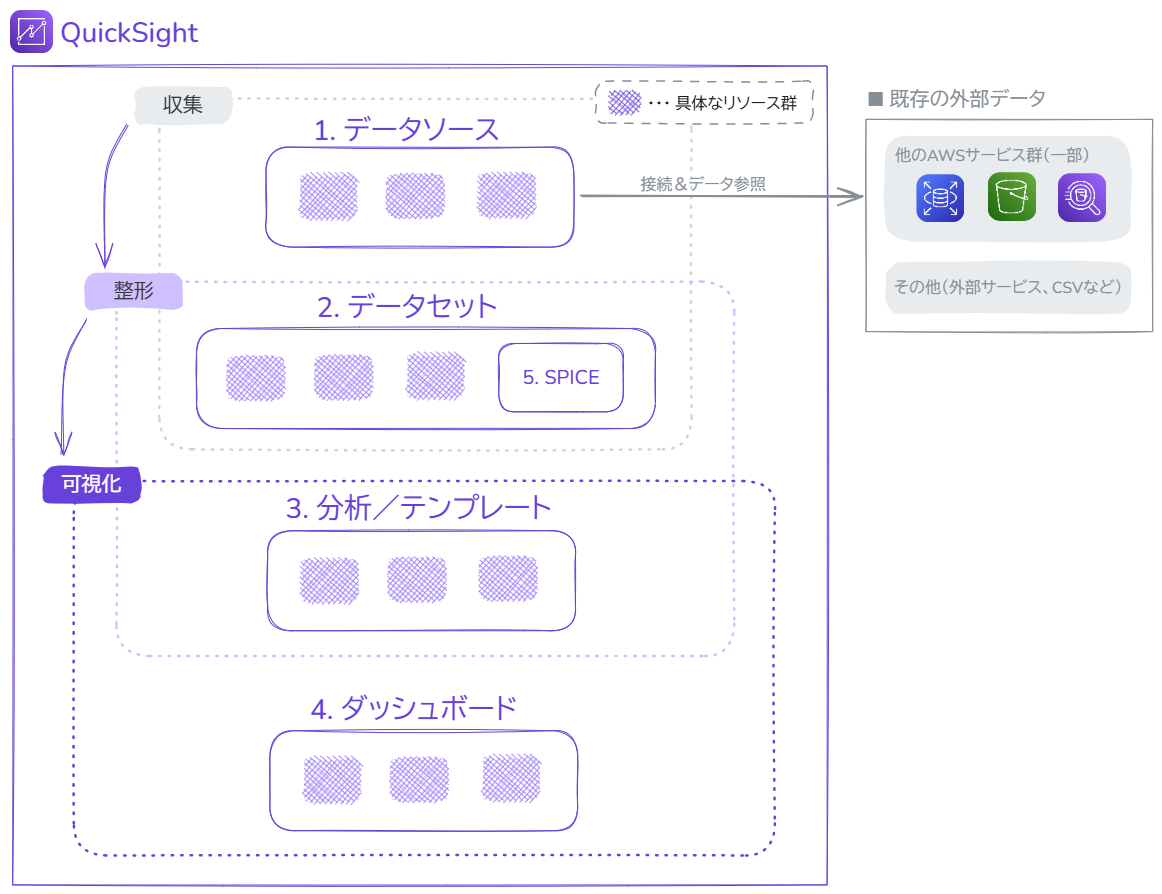 QuickSight
収集
・・・ 具体なリソース群
1. データソース
接続＆データ参照
■ 既存の外部データ
他のAWSサービス群（一部）
その他（外部サービス、CSVなど）
整形
2. データセット
5. SPICE
可視化
3. 分析／テンプレート
4. ダッシュボード